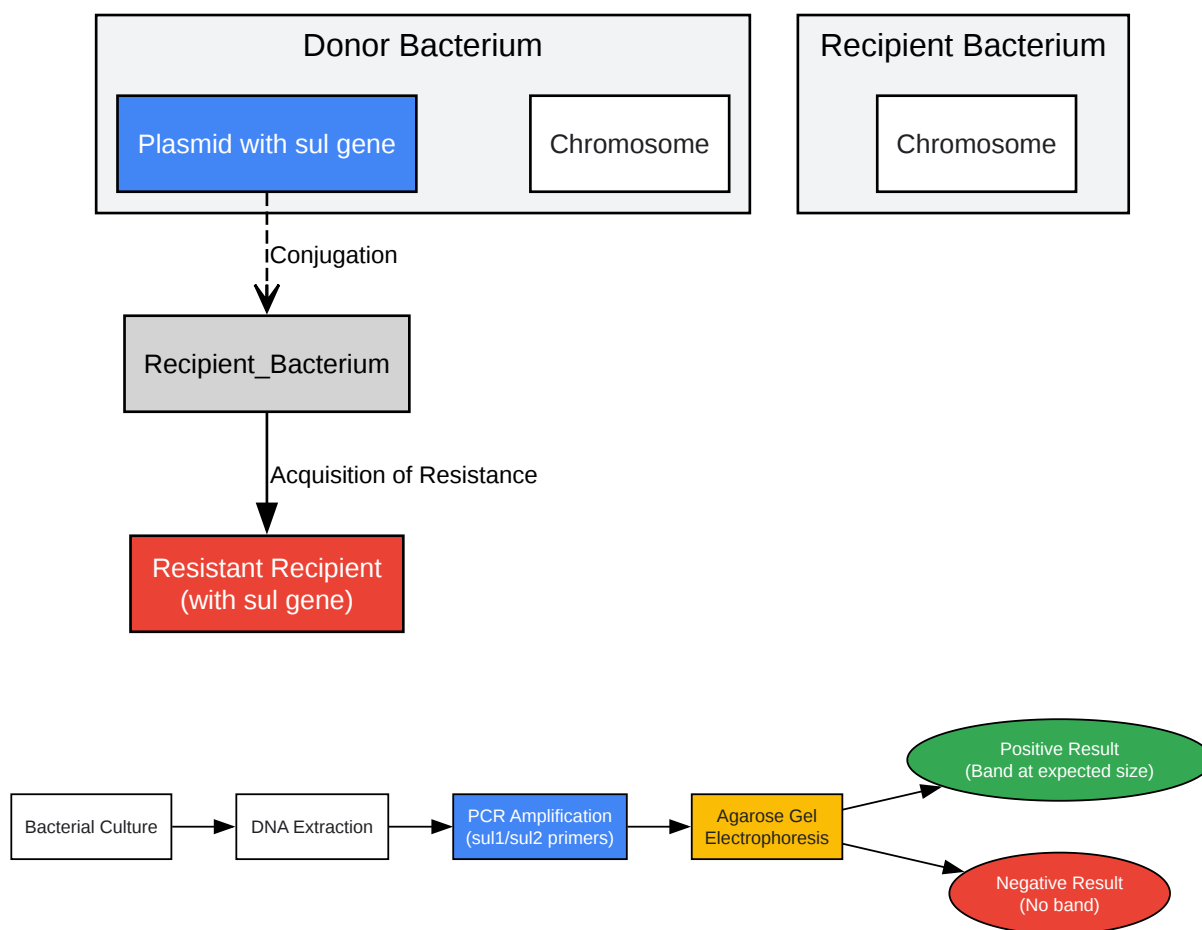 Donor Bacterium
Recipient Bacterium
Plasmid with sul gene
Chromosome
Chromosome
Conjugation
Recipient_Bacterium
Acquisition of Resistance
Resistant Recipient
(with sul gene)
Bacterial Culture
DNA Extraction
PCR Amplification
(sul1/sul2 primers)
Agarose Gel
Electrophoresis
Positive Result
(Band at expected size)
Negative Result
(No band)